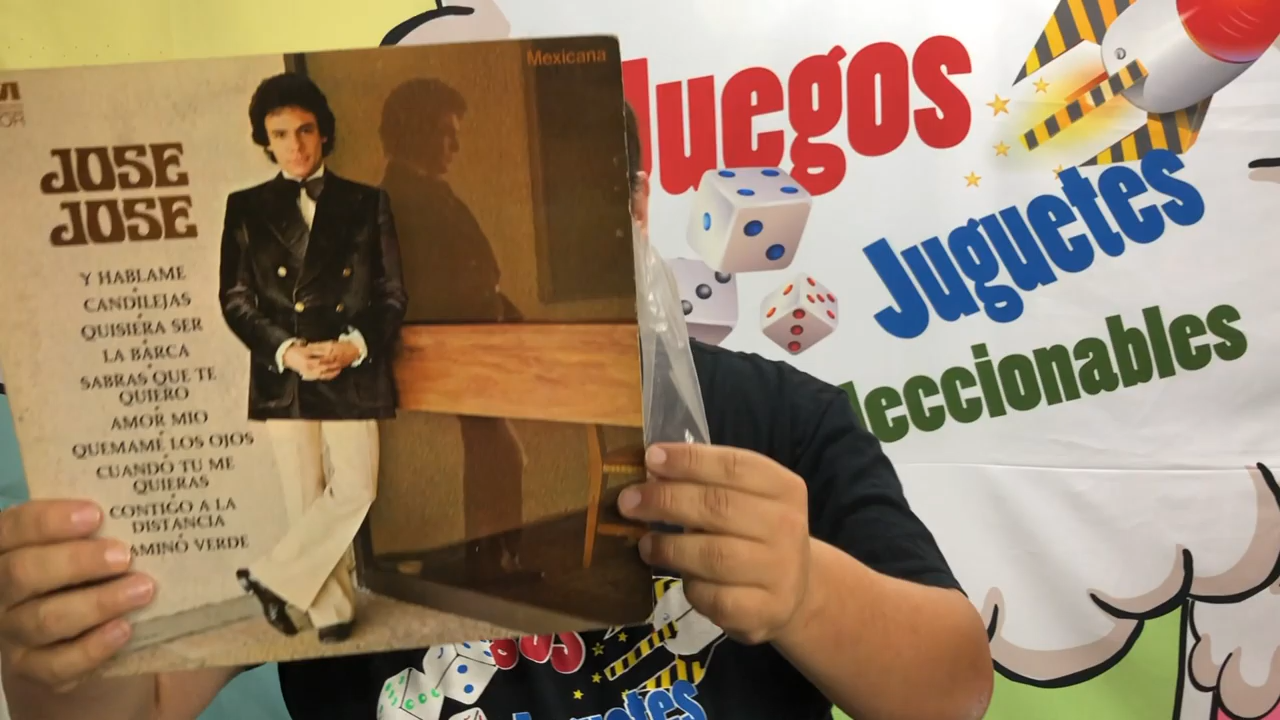 Mexicana
JOSE
JOSE
Y HABLAME
CANDILEJAS
QUISIERA SER
LA BARCA
SABRAS QUE TE
QUIERO
AMOR MIO
QUEMAME LOS OJOS
CUANDO TU ME
QUIERAS
CONTIGO A LA
DISTANCIA
AMINO VERDE
Juegos
Juguetes
leccionables
Juguetes